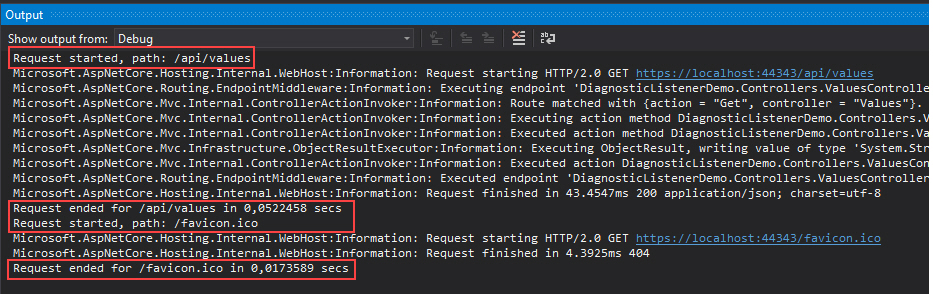 Output
Show output from: Debug
Request started, path: /api/values
Microsoft.AspNetCore.Hosting.Internal.WebHost:Information: Request starting HTTP/2.0 GET https://localhost:44343/api/values
Microsoft.AspNetCore.Routing.EndpointMiddleware:Information: Executing endpoint 'DiagnosticListenerDemo.Controllers.ValuesControlle
Microsoft.AspNetCore.Mvc.Internal.ControllerActionInvoker:Information: Route matched with {action = "Get", controller = "Values"}.
Microsoft.AspNetCore.Mvc.Internal.ControllerActionInvoker:Information: Executing action method DiagnosticListenerDemo.Controllers.V
Microsoft.AspNetCore.Mvc.Internal.ControllerActionInvoker:Information: Executed action method DiagnosticListenerDemo.Controllers.Va
Microsoft.AspNetCore.Mvc.Infrastructure.ObjectResultExecutor:Information: Executing ObjectResult, writing value of type 'System.Str
Microsoft.AspNetCore.Mvc.Internal.ControllerActionInvoker:Information: Executed action DiagnosticListenerDemo.Controllers.ValuesCon
Microsoft.AspNetCore.Routing.EndpointMiddleware:Information: Executed endpoint 'DiagnosticListenerDemo.Controllers.ValuesController
Microsoft.AspNetCore.Hosting.Internal.WebHost:Information: Request finished in 43.4547ms 200 application/json; charset=utf-8
Request ended for /api/values in 0,0522458 secs
Request started, path: /favicon.ico
Microsoft.AspNetCore.Hosting.Internal.WebHost:Information: Request starting HTTP/2.0 GET https://localhost:44343/favicon.ico
Microsoft.AspNetCore.Hosting.Internal.WebHost:Information: Request finished in 4.3925ms 404
Request ended for /favicon.ico in 0,0173589 secs